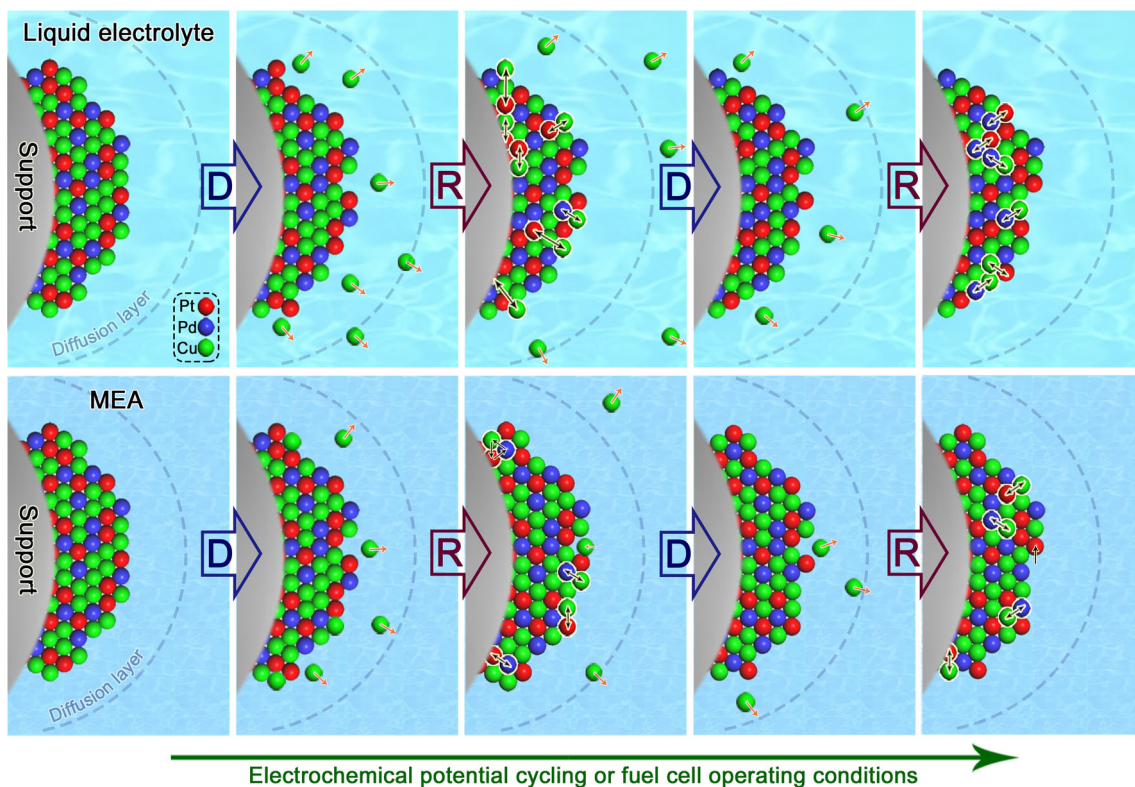 Liquid electrolyte
Support
D
R
D
R
Diffusion layer
Pt
Pd
Cu
MEA
Support
D
R
D
R
Diffusion layer
Electrochemical potential cycling or fuel cell operating conditions